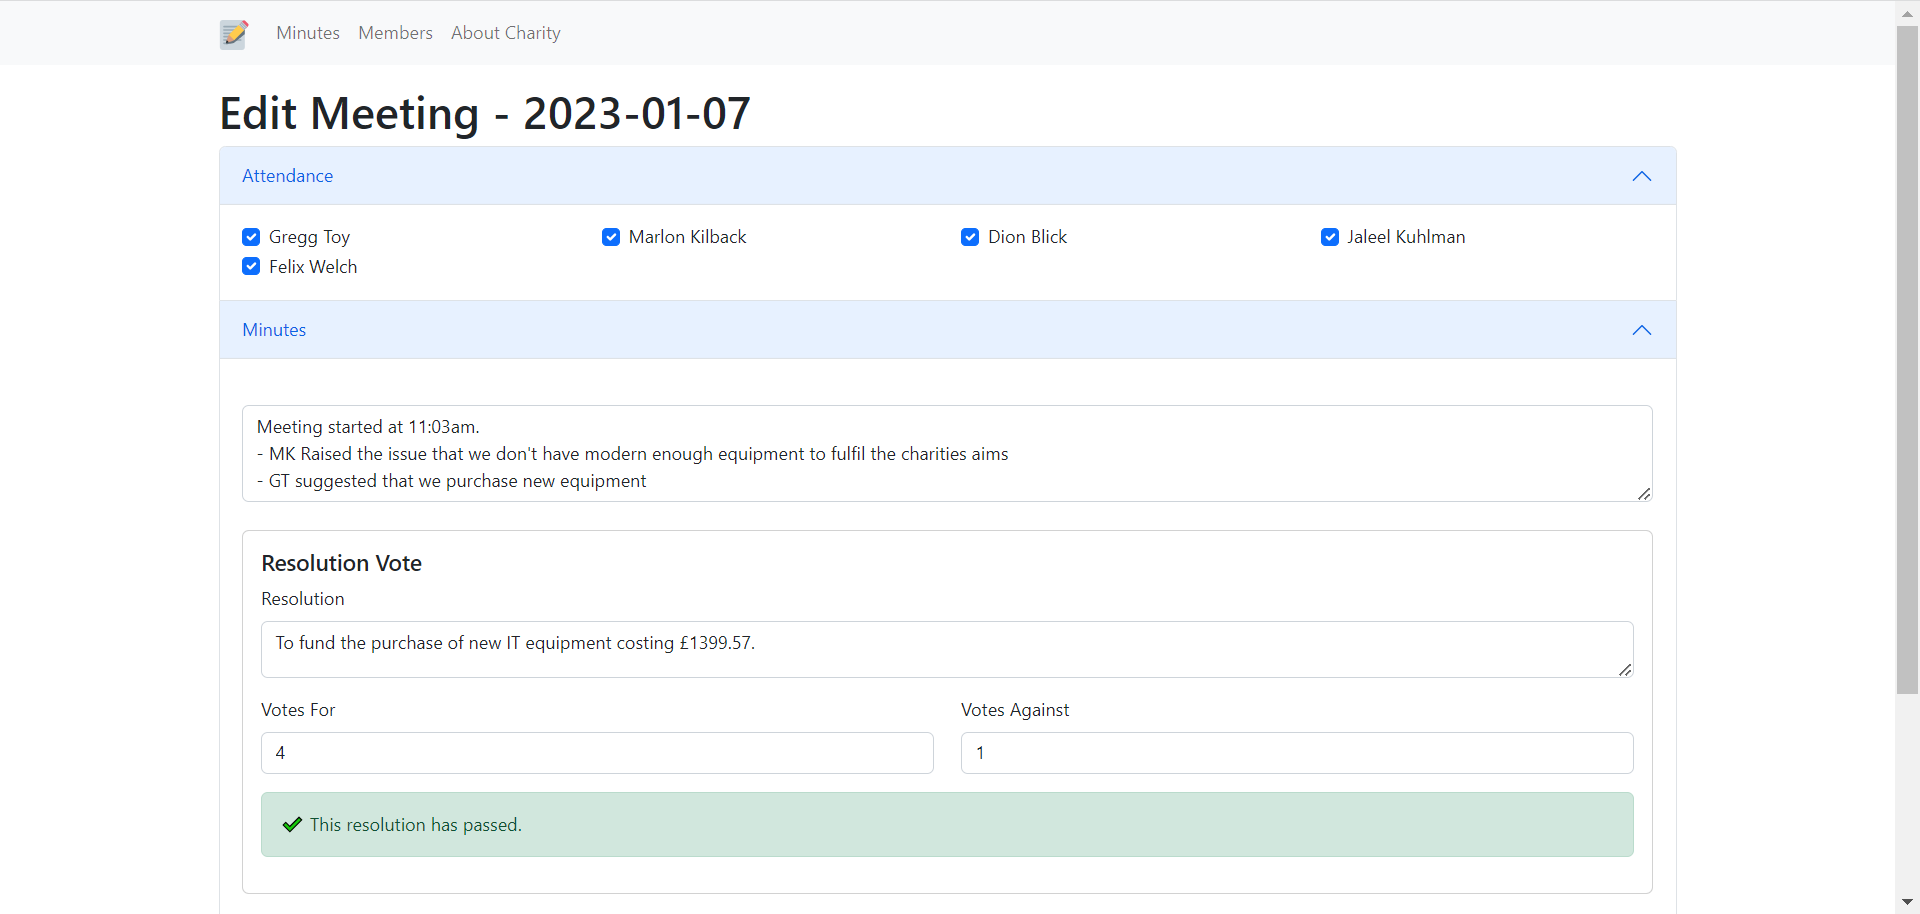 Minutes Members About Charity
Edit Meeting - 2023-01-07
Attendance
Gregg Toy Marlon Kilback Dion Blick Jaleel Kuhlman
Felix Welch
Minutes
Meeting started at 11:03am.
- MK Raised the issue that we don't have modern enough equipment to fulfil the charities aims
- GT suggested that we purchase new equipment
Resolution Vote
Resolution
To fund the purchase of new IT equipment costing £1399.57.
Votes For Votes Against
4 1
This resolution has passed.